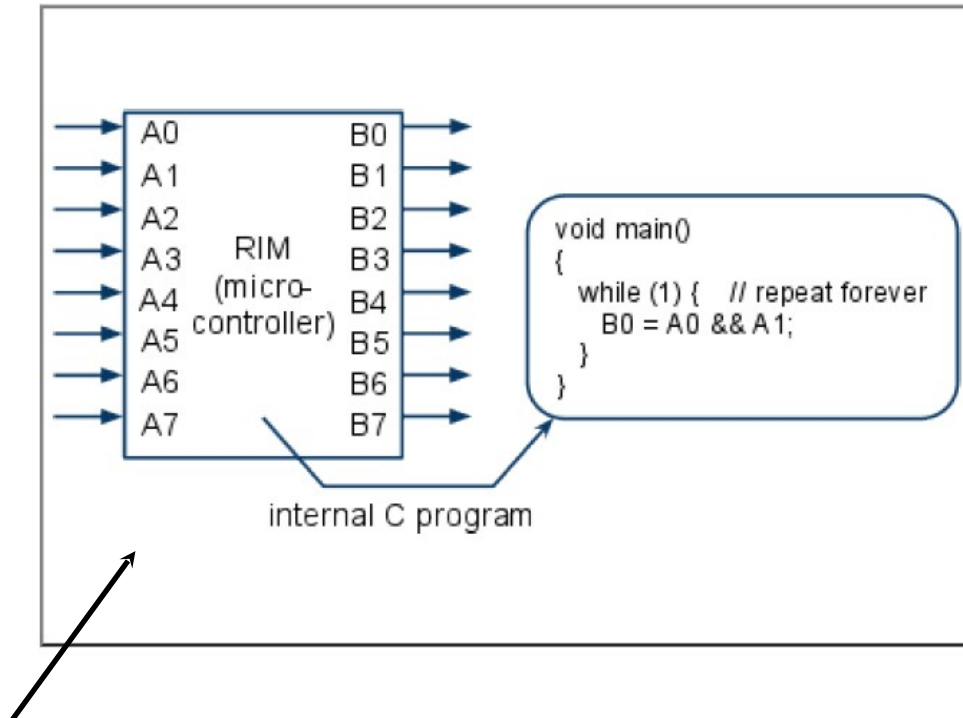 A0 B0
A1 B1
A2 B2
A3 B3
A4 B4
A5 B5
A6 B6
A7 B7
RIM
(micro-
controller)
internal C program
void main()
{
while (1) { // repeat forever
B0 = A0 && A1;
}
}